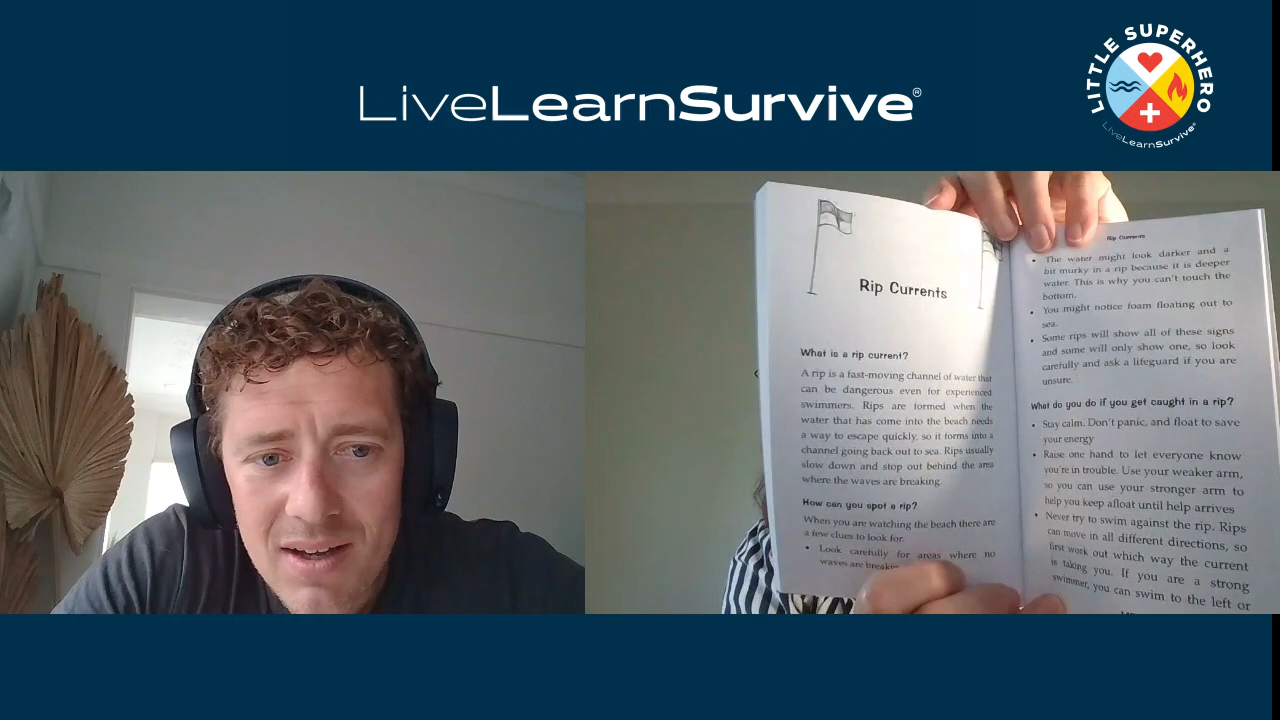 LiveLearnSurvive®
LITTLE SUPERHERO
LiveLearnSurvive®
Rip Currents
What is a rip current?
A rip is a fast-moving channel of water that
can be dangerous even for experienced
swimmers. Rips are formed when the
water that has come into the beach needs
a way to escape quickly, so it forms into a
channel going back out to sea. Rips usually
slow down and stop out behind the area
where the waves are breaking.
How can you spot a rip?
When you are watching the beach there are
a few clues to look for.
• Look carefully for areas where no
waves are
Rip Currents
• The water might look darker and a
bit murky in a rip because it is deeper
water. This is why you can't touch the
bottom.
• You might notice foam floating out to
sea.
• Some rips will show all of these signs
and some will only show one, so look
carefully and ask a lifeguard if you are
unsure.
What do you do if you get caught in a rip?
• Stay calm. Don't panic, and float to save
your energy
• Raise one hand to let everyone know
you're in trouble. Use your weaker arm,
so you can use your stronger arm to
help you keep afloat until help arrives
• Never try to swim against the rip. Rips
can move in all different directions, so
first work out which way the current
is taking you. If you are a strong
swimmer, you can swim to the left or